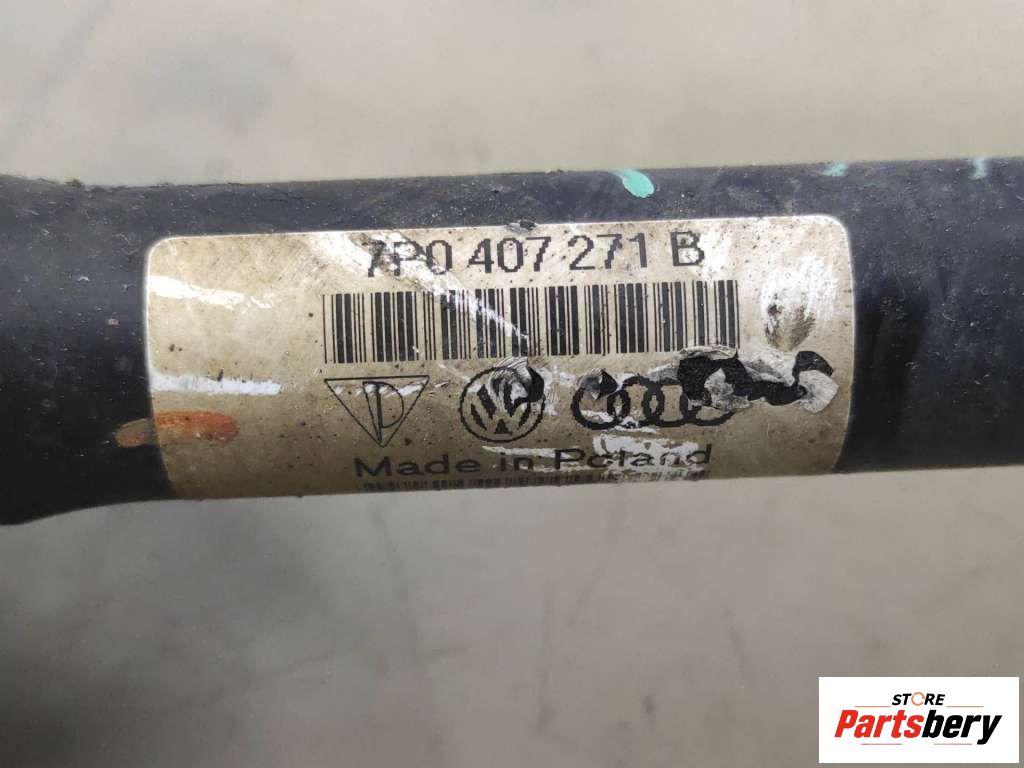 7P0 407 271 B
Made in Poland
STORE
Partsbery